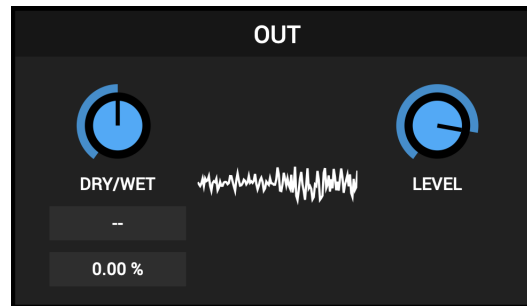 OUT
DRY/WET
LEVEL
--
0.00 %